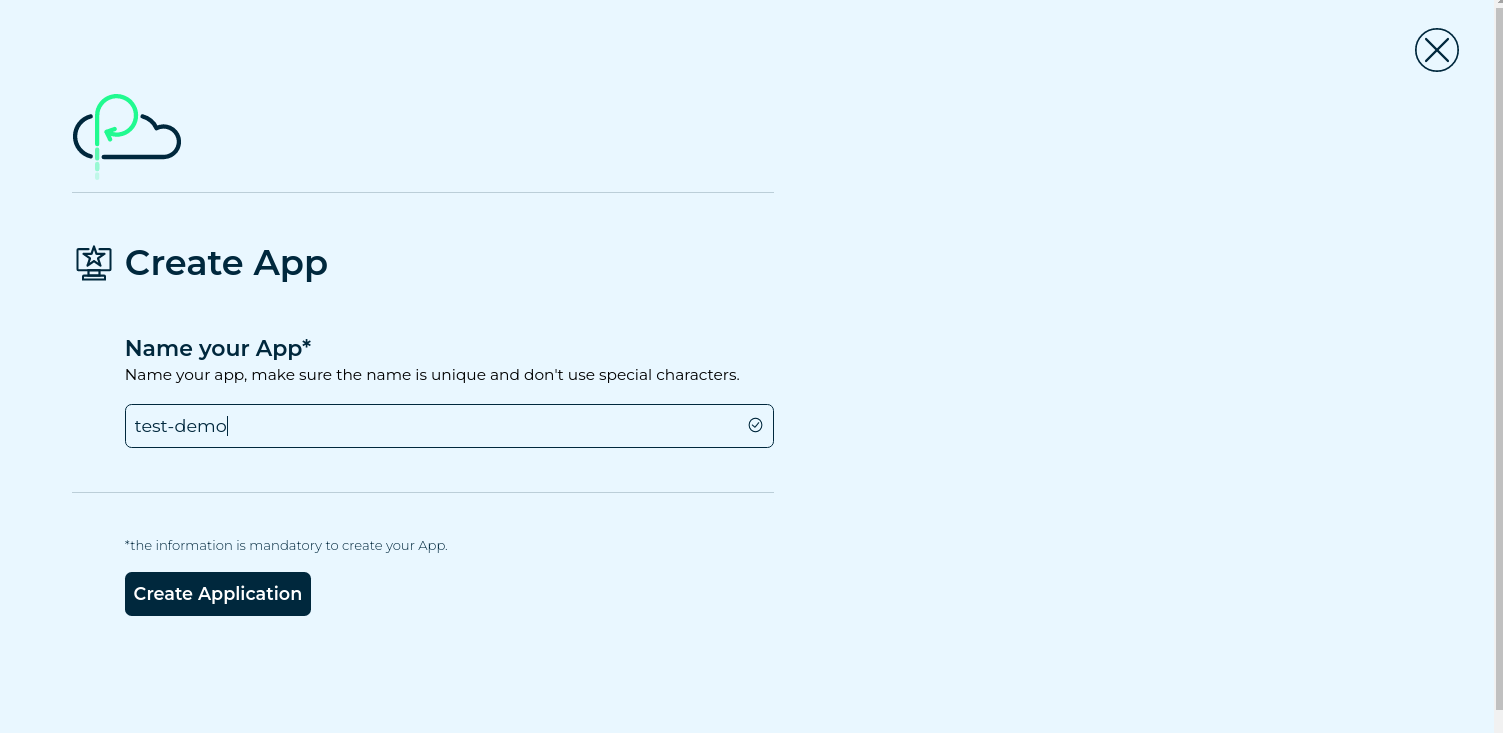 Create App
Name your App*
Name your app, make sure the name is unique and don't use special characters.
test-demo
*the information is mandatory to create your App.
Create Application